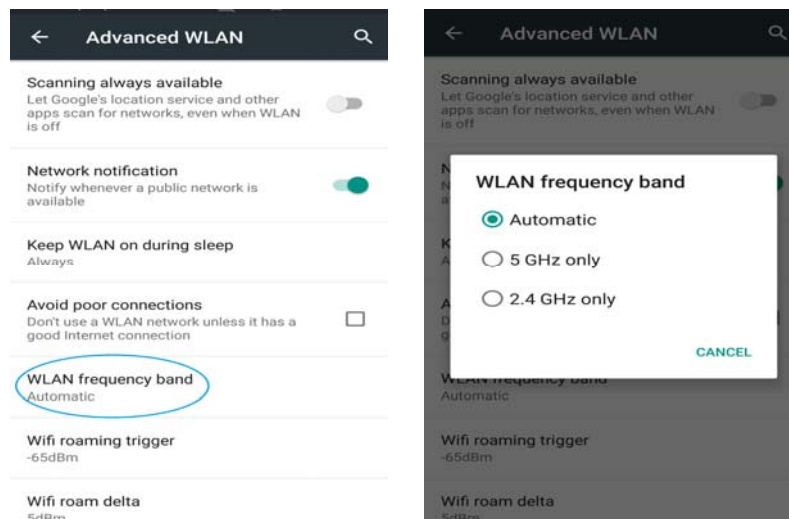 Advanced WLAN
Scanning always available
Let Google's location service and other
apps scan for networks, even when WLAN
is off
Network notification
Notify whenever a public network is
available
Keep WLAN on during sleep
Always
Avoid poor connections
Don't use a WLAN network unless it has a
good Internet connection
WLAN frequency band
Automatic
Wifi roaming trigger
-65dBm
Wifi roam delta
5dBm
Advanced WLAN
Scanning always available
Let Google's location service and other
apps scan for networks, even when WLAN
is off
WLAN frequency band
Automatic
5 GHz only
2.4 GHz only
CANCEL
WLAN frequency band
Automatic
Wifi roaming trigger
-65dBm
Wifi roam delta
5dBm